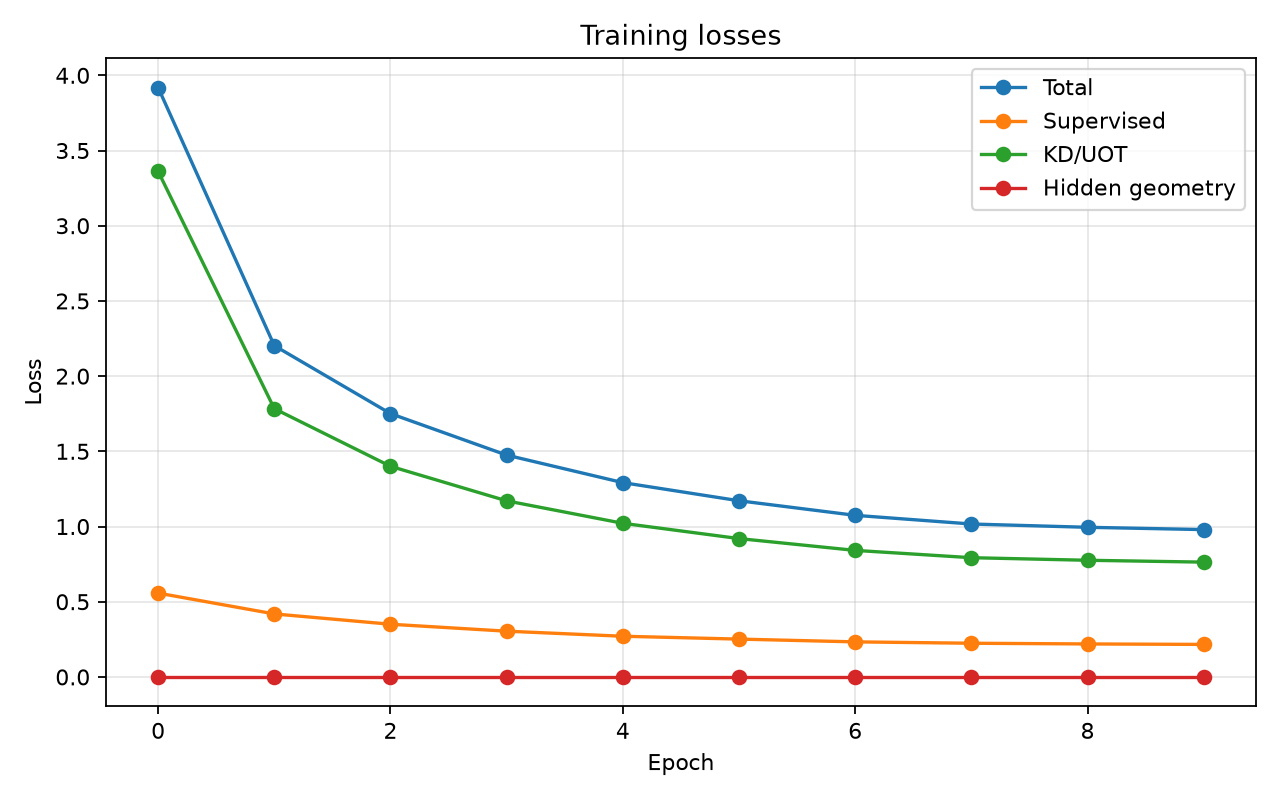 Training losses
Total
Supervised
KD/UOT
Hidden geometry
4.0
3.5
3.0
2.5
2.0
1.5
1.0
0.5
0.0
Loss
0 2 4 6 8
Epoch